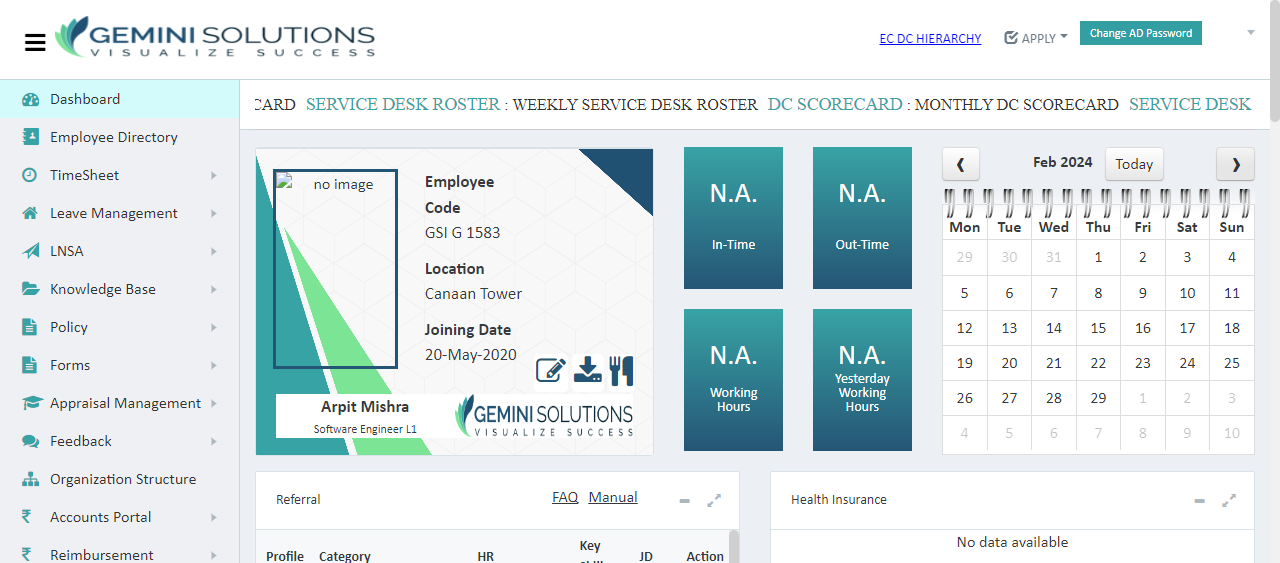 GEMINI SOLUTIONS
VISUALIZE SUCCESS
EC DC HIERARCHY
APPLY
Change AD Password
CARD SERVICE DESK ROSTER : WEEKLY SERVICE DESK ROSTER DC SCORECARD : MONTHLY DC SCORECARD SERVICE DESK
Dashboard
Employee Directory
TimeSheet
Leave Management
LNSA
Knowledge Base
Policy
Forms
Appraisal Management
Feedback
Organization Structure
Accounts Portal
Reimbursement
no image
Employee
Code
GSI G 1583
Location
Canaan Tower
Joining Date
20-May-2020
Arpit Mishra
Software Engineer L1
GEMINI SOLUTIONS
VISUALIZE SUCCESS
N.A.
In-Time
N.A.
Out-Time
N.A.
Working
Hours
N.A.
Yesterday
Working
Hours
Feb 2024
Today
Mon Tue Wed Thu Fri Sat Sun
29 30 31 1 2 3 4
5 6 7 8 9 10 11
12 13 14 15 16 17 18
19 20 21 22 23 24 25
26 27 28 29 1 2 3
4 5 6 7 8 9 10
Referral
FAQ Manual
Profile Category HR Key JD Action
Health Insurance
No data available